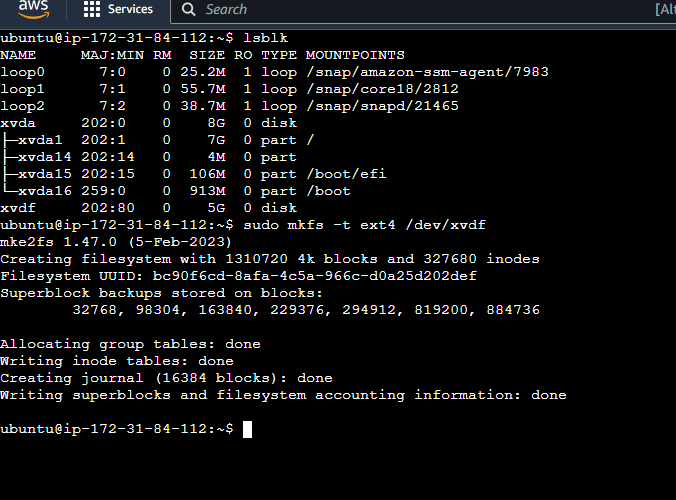 aws Services Search [Al
ubuntu@ip-172-31-84-112:~$ lsblk
NAME     MAJ:MIN RM   SIZE RO TYPE MOUNTPOINTS
loop0      7:0    0  25.2M  1 loop /snap/amazon-ssm-agent/7983
loop1      7:1    0  55.7M  1 loop /snap/core18/2812
loop2      7:2    0  38.7M  1 loop /snap/snapd/21465
xvda     202:0    0     8G  0 disk
├─xvda1  202:1    0     7G  0 part /
├─xvda14 202:14   0     4M  0 part
├─xvda15 202:15   0   106M  0 part /boot/efi
└─xvda16 259:0    0   913M  0 part /boot
xvdf     202:80   0     5G  0 disk
ubuntu@ip-172-31-84-112:~$ sudo mkfs -t ext4 /dev/xvdf
mke2fs 1.47.0 (5-Feb-2023)
Creating filesystem with 1310720 4k blocks and 327680 inodes
Filesystem UUID: bc90f6cd-8afa-4c5a-966c-d0a25d202def
Superblock backups stored on blocks:
        32768, 98304, 163840, 229376, 294912, 819200, 884736

Allocating group tables: done
Writing inode tables: done
Creating journal (16384 blocks): done
Writing superblocks and filesystem accounting information: done

ubuntu@ip-172-31-84-112:~$